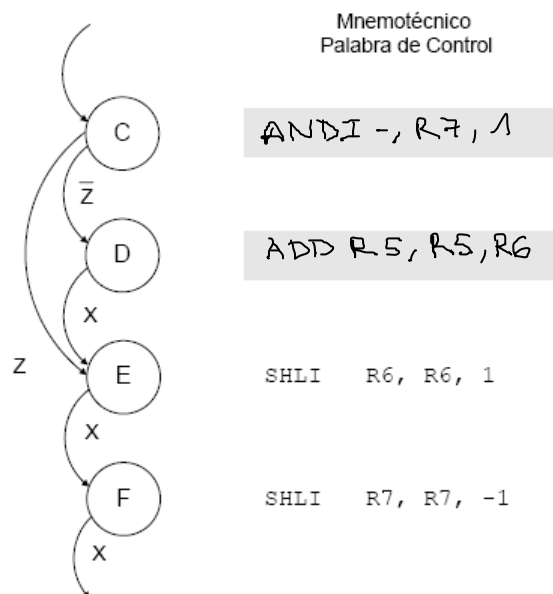 Mnemotécnico
Palabra de Control
C
ANDI -, R7, 1
Z̅
D
ADD R5, R5, R6
X
Z
E
SHLI R6, R6, 1
X
F
SHLI R7, R7, -1
X